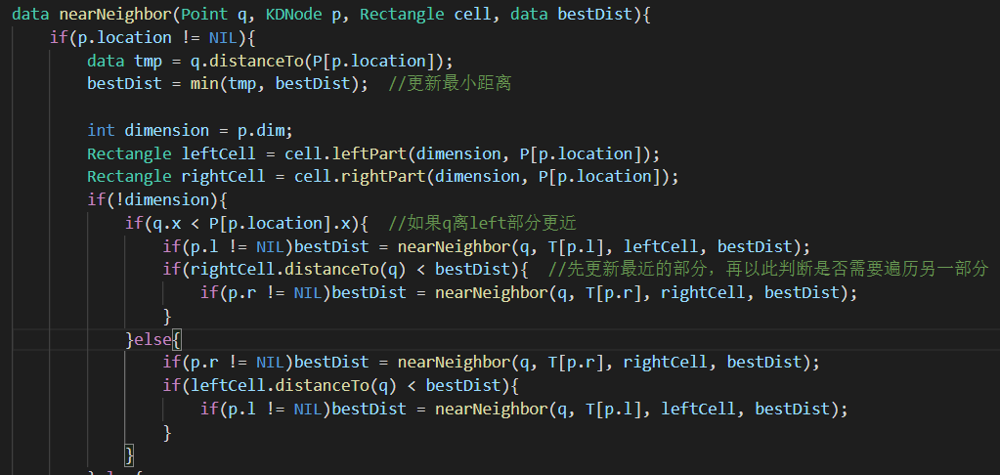 data nearNeighbor(Point q, KDNode p, Rectangle cell, data bestDist){
    if(p.location != NIL){
        data tmp = q.distanceTo(P[p.location]);
        bestDist = min(tmp, bestDist);  //更新最小距离

        int dimension = p.dim;
        Rectangle leftCell = cell.leftPart(dimension, P[p.location]);
        Rectangle rightCell = cell.rightPart(dimension, P[p.location]);
        if(!dimension){
            if(q.x < P[p.location].x){  //如果q离left部分更近
                if(p.l != NIL)bestDist = nearNeighbor(q, T[p.l], leftCell, bestDist);
                if(rightCell.distanceTo(q) < bestDist){  //先更新最近的部分，再以此判断是否需要遍历另一部分
                    if(p.r != NIL)bestDist = nearNeighbor(q, T[p.r], rightCell, bestDist);
                }
            }else{
                if(p.r != NIL)bestDist = nearNeighbor(q, T[p.r], rightCell, bestDist);
                if(leftCell.distanceTo(q) < bestDist){
                    if(p.l != NIL)bestDist = nearNeighbor(q, T[p.l], leftCell, bestDist);
                }
            }